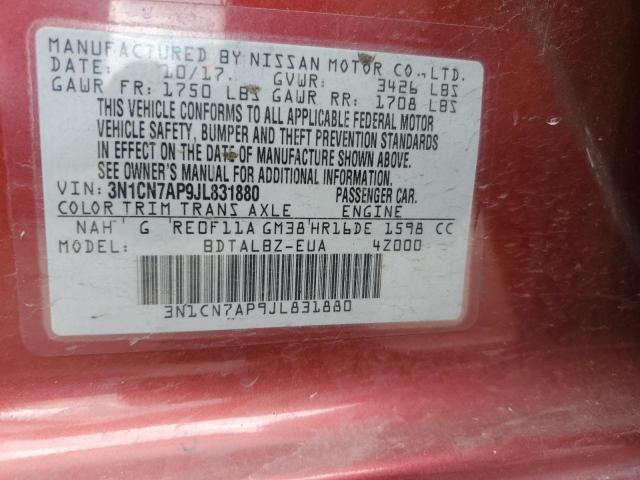 MANUFACTURED BY NISSAN MOTOR CO., LTD.
DATE: 10/17. GVWR: 3426 LBS
GAWR FR: 1750 LBS GAWR RR: 1708 LBS
THIS VEHICLE CONFORMS TO ALL APPLICABLE FEDERAL MOTOR
VEHICLE SAFETY, BUMPER AND THEFT PREVENTION STANDARDS
IN EFFECT ON THE DATE OF MANUFACTURE SHOWN ABOVE.
SEE OWNER'S MANUAL FOR ADDITIONAL INFORMATION.
VIN: 3N1CN7AP9JL831880 PASSENGER CAR.
COLOR TRIM TRANS AXLE ENGINE
NAH G RE0F11A GM38 HR16DE 1598 CC
MODEL: BDTALBZ-EUA 4Z000
3N1CN7AP9JL831880